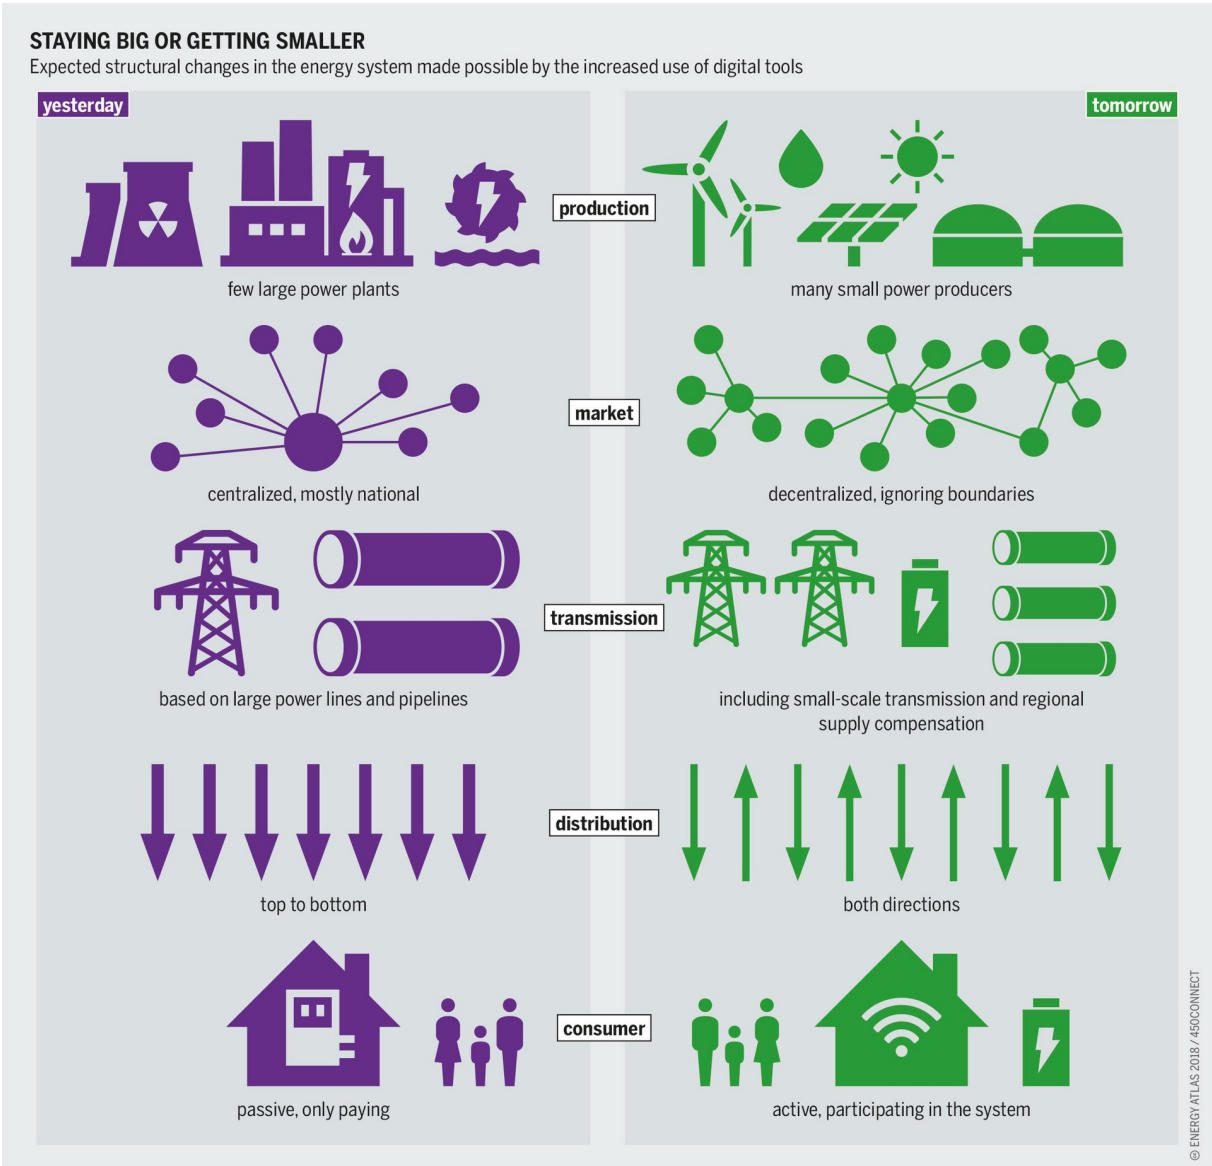 STAYING BIG OR GETTING SMALLER
Expected structural changes in the energy system made possible by the increased use of digital tools
yesterday
tomorrow
production
few large power plants
many small power producers
market
centralized, mostly national
decentralized, ignoring boundaries
transmission
based on large power lines and pipelines
including small-scale transmission and regional
supply compensation
distribution
top to bottom
both directions
consumer
passive, only paying
active, participating in the system
© ENERGY ATLAS 2018 / 450CONNECT